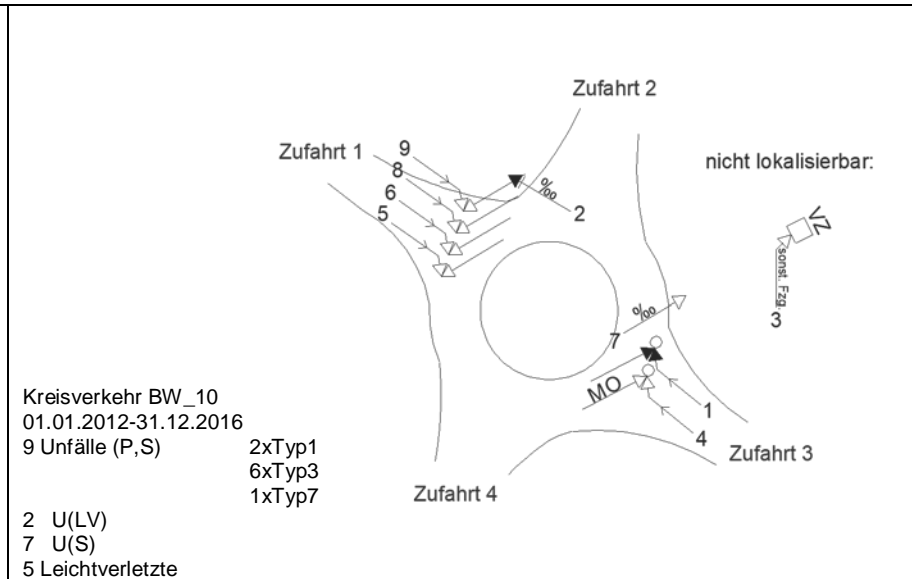 Zufahrt 2
Zufahrt 1
9
8
6
5
‰
2
nicht lokalisierbar:
VZ
sonst. Fzg.
3
‰
7
MO
1
4
Zufahrt 3
Zufahrt 4
Kreisverkehr BW_10
01.01.2012-31.12.2016
9 Unfälle (P,S) 2xTyp1
6xTyp3
1xTyp7
2 U(LV)
7 U(S)
5 Leichtverletzte